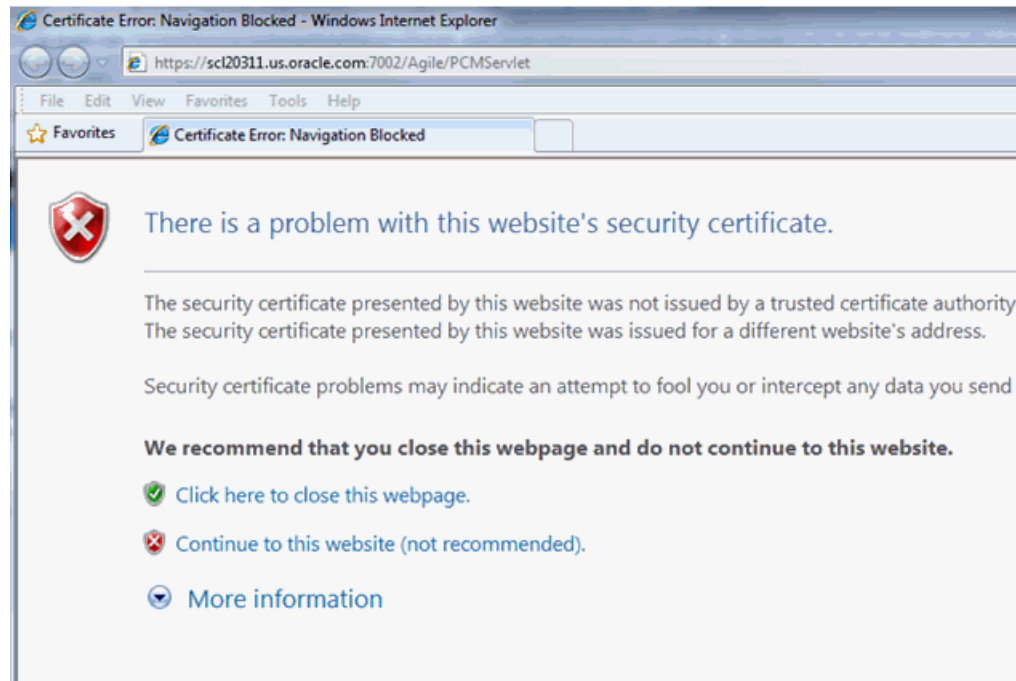 Certificate Error: Navigation Blocked - Windows Internet Explorer
https://scl20311.us.oracle.com:7002/Agile/PCMServlet
File Edit View Favorites Tools Help
Favorites Certificate Error: Navigation Blocked
There is a problem with this website's security certificate.
The security certificate presented by this website was not issued by a trusted certificate authority
The security certificate presented by this website was issued for a different website's address.
Security certificate problems may indicate an attempt to fool you or intercept any data you send
We recommend that you close this webpage and do not continue to this website.
Click here to close this webpage.
Continue to this website (not recommended).
More information